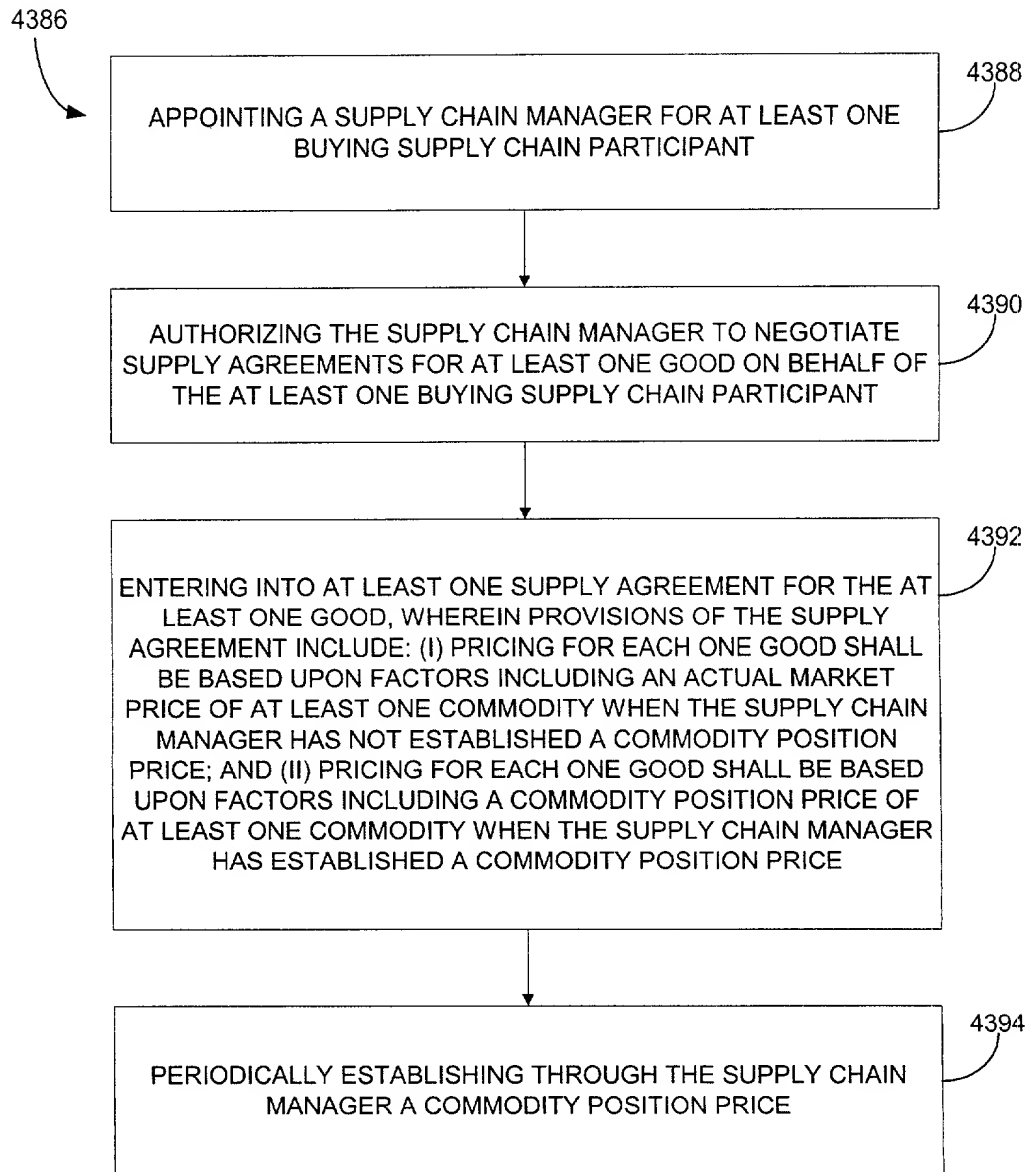 4386
4388
APPOINTING A SUPPLY CHAIN MANAGER FOR AT LEAST ONE
BUYING SUPPLY CHAIN PARTICIPANT
4390
AUTHORIZING THE SUPPLY CHAIN MANAGER TO NEGOTIATE
SUPPLY AGREEMENTS FOR AT LEAST ONE GOOD ON BEHALF OF
THE AT LEAST ONE BUYING SUPPLY CHAIN PARTICIPANT
4392
ENTERING INTO AT LEAST ONE SUPPLY AGREEMENT FOR THE AT
LEAST ONE GOOD, WHEREIN PROVISIONS OF THE SUPPLY
AGREEMENT INCLUDE: (I) PRICING FOR EACH ONE GOOD SHALL
BE BASED UPON FACTORS INCLUDING AN ACTUAL MARKET
PRICE OF AT LEAST ONE COMMODITY WHEN THE SUPPLY CHAIN
MANAGER HAS NOT ESTABLISHED A COMMODITY POSITION
PRICE; AND (II) PRICING FOR EACH ONE GOOD SHALL BE BASED
UPON FACTORS INCLUDING A COMMODITY POSITION PRICE OF
AT LEAST ONE COMMODITY WHEN THE SUPPLY CHAIN MANAGER
HAS ESTABLISHED A COMMODITY POSITION PRICE
4394
PERIODICALLY ESTABLISHING THROUGH THE SUPPLY CHAIN
MANAGER A COMMODITY POSITION PRICE